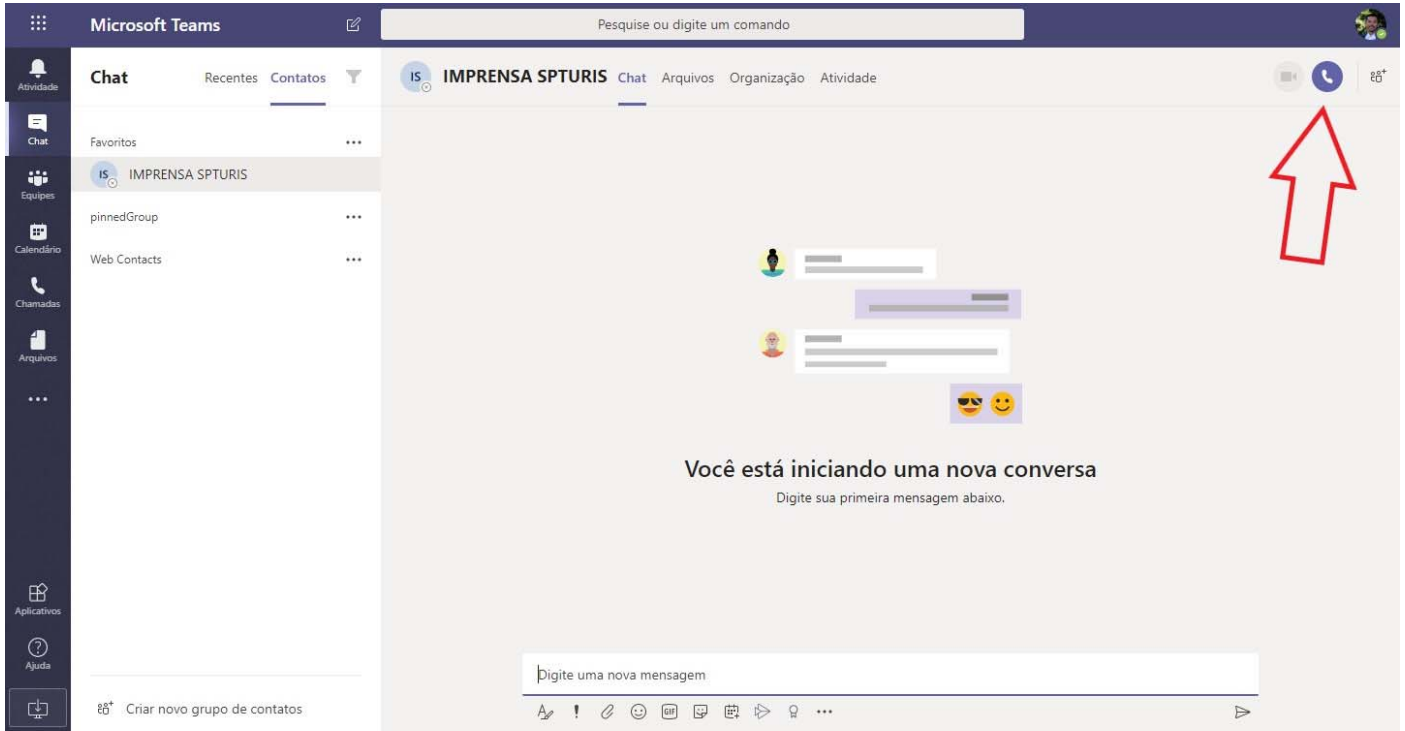 Microsoft Teams
Pesquise ou digite um comando
Atividade
Chat
Equipes
Calendário
Chamadas
Arquivos
Aplicativos
Ajuda
Chat Recentes Contatos
Favoritos
IS IMPRENSA SPTURIS
pinnedGroup
Web Contacts
Criar novo grupo de contatos
IS IMPRENSA SPTURIS Chat Arquivos Organização Atividade
Você está iniciando uma nova conversa
Digite sua primeira mensagem abaixo.
Digite uma nova mensagem
GIF